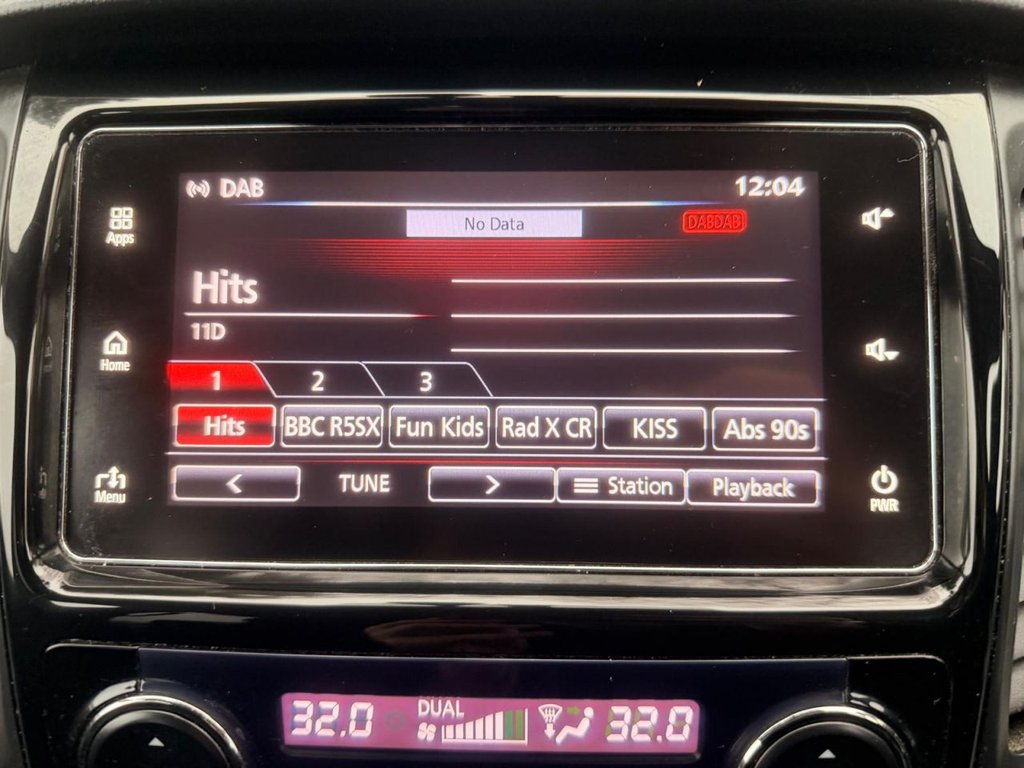 DAB 12:04
No Data DABDAB
Apps
Hits
11D
Home
1 2 3
Hits BBC R5SX Fun Kids Rad X CR KISS Abs 90s
< TUNE > Station Playback
Menu
PWR
32.0 DUAL 32.0